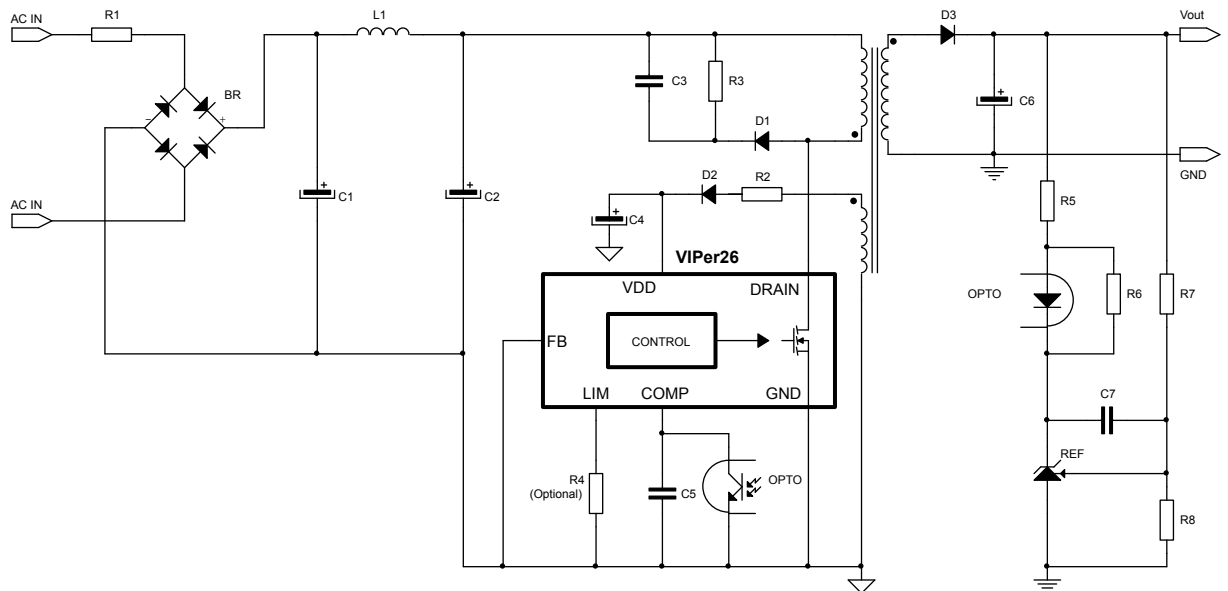 AC IN
R1
L1
D3
Vout
BR
C3
R3
C6
D1
-
+
+
+
+
+
C1
C2
D2
R2
GND
C4
R5
VIPer26
VDD
DRAIN
OPTO
R6
R7
AC IN
FB
CONTROL
LIM
COMP
GND
C7
REF
R4
(Optional)
C5
OPTO
R8